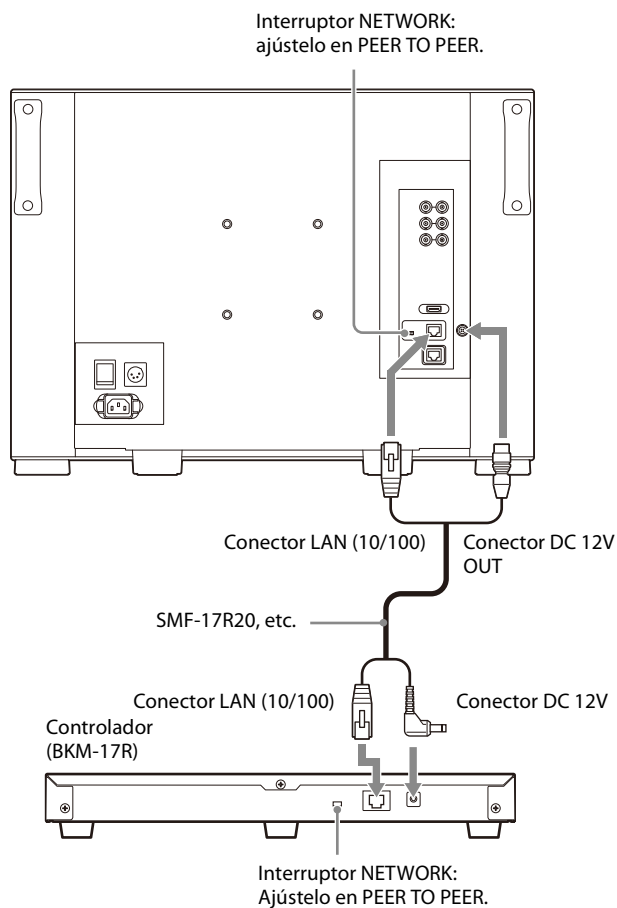 Interruptor NETWORK:
ajústelo en PEER TO PEER.
Conector LAN (10/100)
Conector DC 12V
OUT
SMF-17R20, etc.
Conector LAN (10/100)
Conector DC 12V
Controlador
(BKM-17R)
Interruptor NETWORK:
Ajústelo en PEER TO PEER.